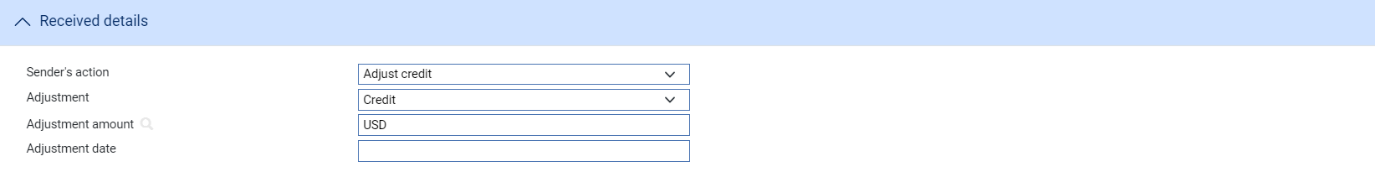 Received details
Sender's action Adjust credit
Adjustment Credit
Adjustment amount USD
Adjustment date